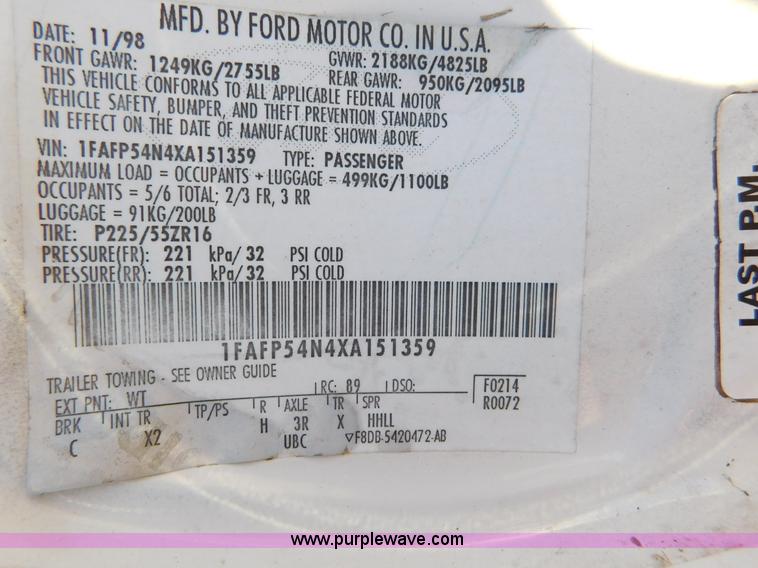 MFD. BY FORD MOTOR CO. IN U.S.A.
DATE: 11/98 GVWR: 2188KG/4825LB
FRONT GAWR: 1249KG/2755LB REAR GAWR: 950KG/2095LB
THIS VEHICLE CONFORMS TO ALL APPLICABLE FEDERAL MOTOR
VEHICLE SAFETY, BUMPER, AND THEFT PREVENTION STANDARDS
IN EFFECT ON THE DATE OF MANUFACTURE SHOWN ABOVE.
VIN: 1FAFP54N4XA151359 TYPE: PASSENGER
MAXIMUM LOAD = OCCUPANTS + LUGGAGE = 499KG/1100LB
OCCUPANTS = 5/6 TOTAL; 2/3 FR, 3 RR
LUGGAGE = 91KG/200LB
TIRE: P225/55ZR16
PRESSURE(FR): 221 kPa/32 PSI COLD
PRESSURE(RR): 221 kPa/32 PSI COLD
1FAFP54N4XA151359
TRAILER TOWING - SEE OWNER GUIDE
EXT PNT: WT RC: 89 DSO: F0214
BRK INT TR TP/PS R AXLE TR SPR R0072
C X2 H 3R X HHLL
UBC ▽F8DB-5420472-AB
LAST P.M.
www.purplewave.com